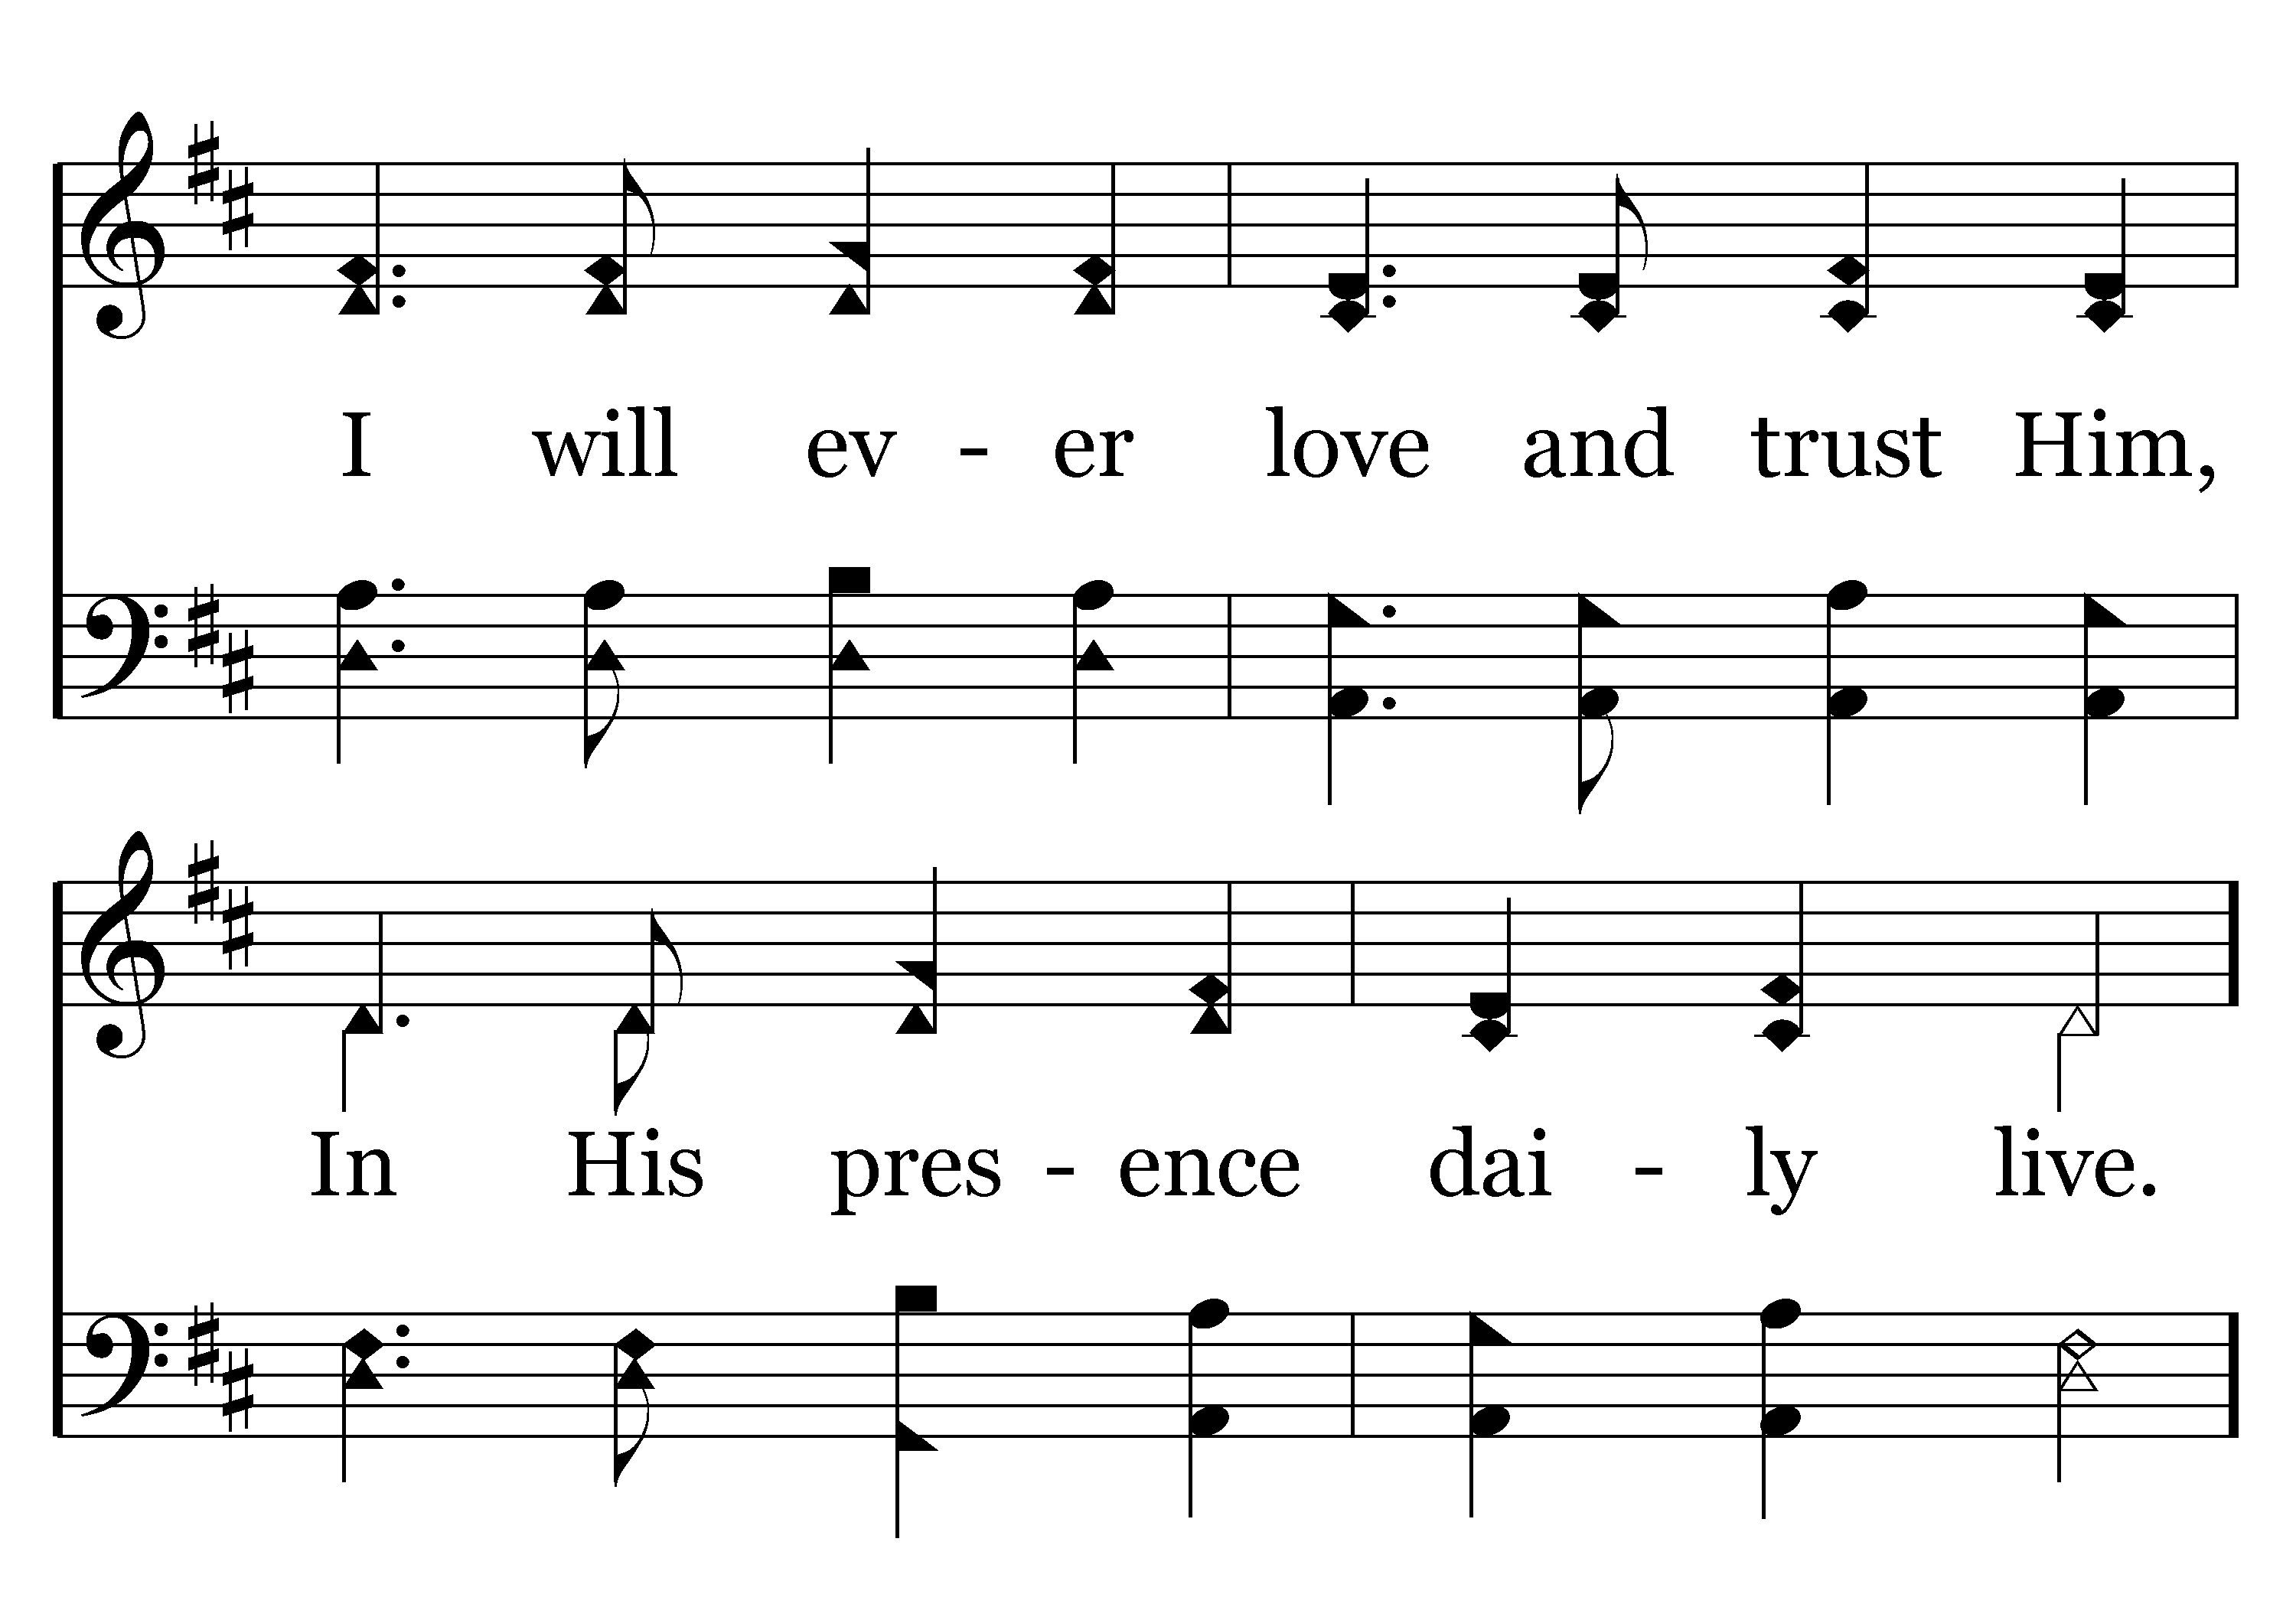 I will ev - er love and trust Him,
In His pres - ence dai - ly live.